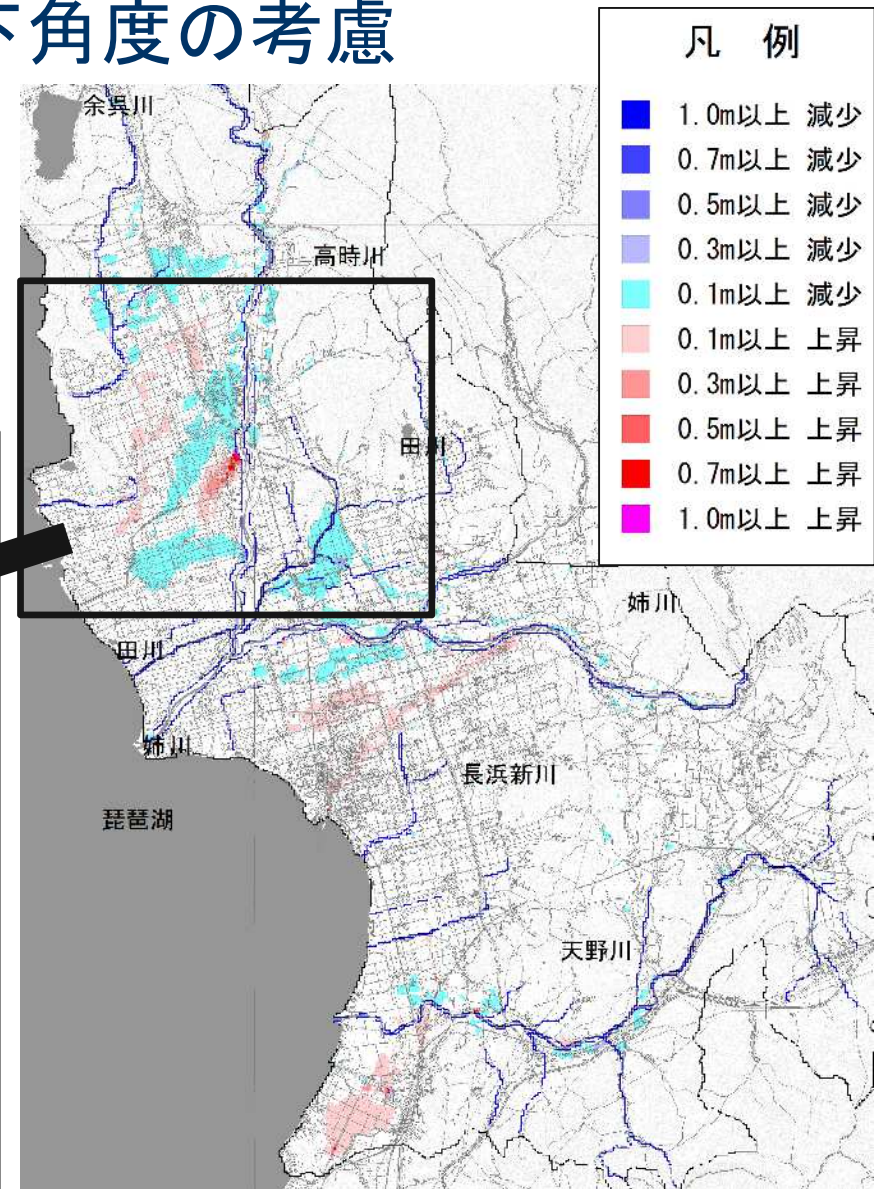 下角度の考慮
凡 例
1.0m以上 減少
0.7m以上 減少
0.5m以上 減少
0.3m以上 減少
0.1m以上 減少
0.1m以上 上昇
0.3m以上 上昇
0.5m以上 上昇
0.7m以上 上昇
1.0m以上 上昇
余呉川
高時川
田川
姉川
田川
姉川
長浜新川
琵琶湖
天野川